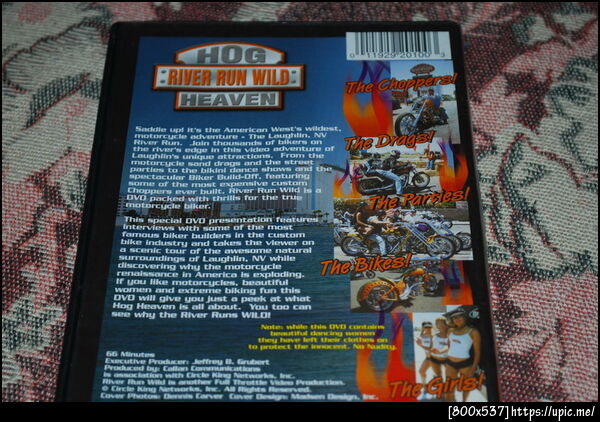 HOG
RIVER RUN WILD
HEAVEN
0 11929 20100 3
Saddle up! It's the American West's wildest,
motorcycle adventure - The Laughlin, NV
River Run. Join thousands of bikers on
the river's edge in this video adventure of
Laughlin's unique attractions. From the
motorcycle sand drags and the street
parties to the bikini dance shows and the
spectacular Biker Build-Off, featuring
some of the most expensive custom
Choppers ever built. River Run Wild is a
DVD packed with thrills for the true
motorcycle biker.
This special DVD presentation features
interviews with some of the most
famous biker builders in the custom
bike industry and takes the viewer on
a scenic tour of the awesome natural
surroundings of Laughlin, NV while
discovering why the motorcycle
renaissance in America is exploding.
If you like motorcycles, beautiful
women and extreme biking fun this
DVD will give you just a peek at what
Hog Heaven is all about. You too can
see why the River Runs WILD!
The Choppers!
The Drags!
The Parties!
The Bikes!
The Girls!
Note: while this DVD contains
beautiful dancing women
they have left their clothes on
to protect the innocent. No Nudity.
66 Minutes
Executive Producer: Jeffrey B. Grubert
Produced by: Callan Communications
in association with Circle King Networks, Inc.
River Run Wild is another Full Throttle Video Production.
© Circle King Networks, Inc. All Rights Reserved.
Cover Photos: Dennis Carver Cover Design: Madsen Design, Inc.
[800x537]https://upic.me/